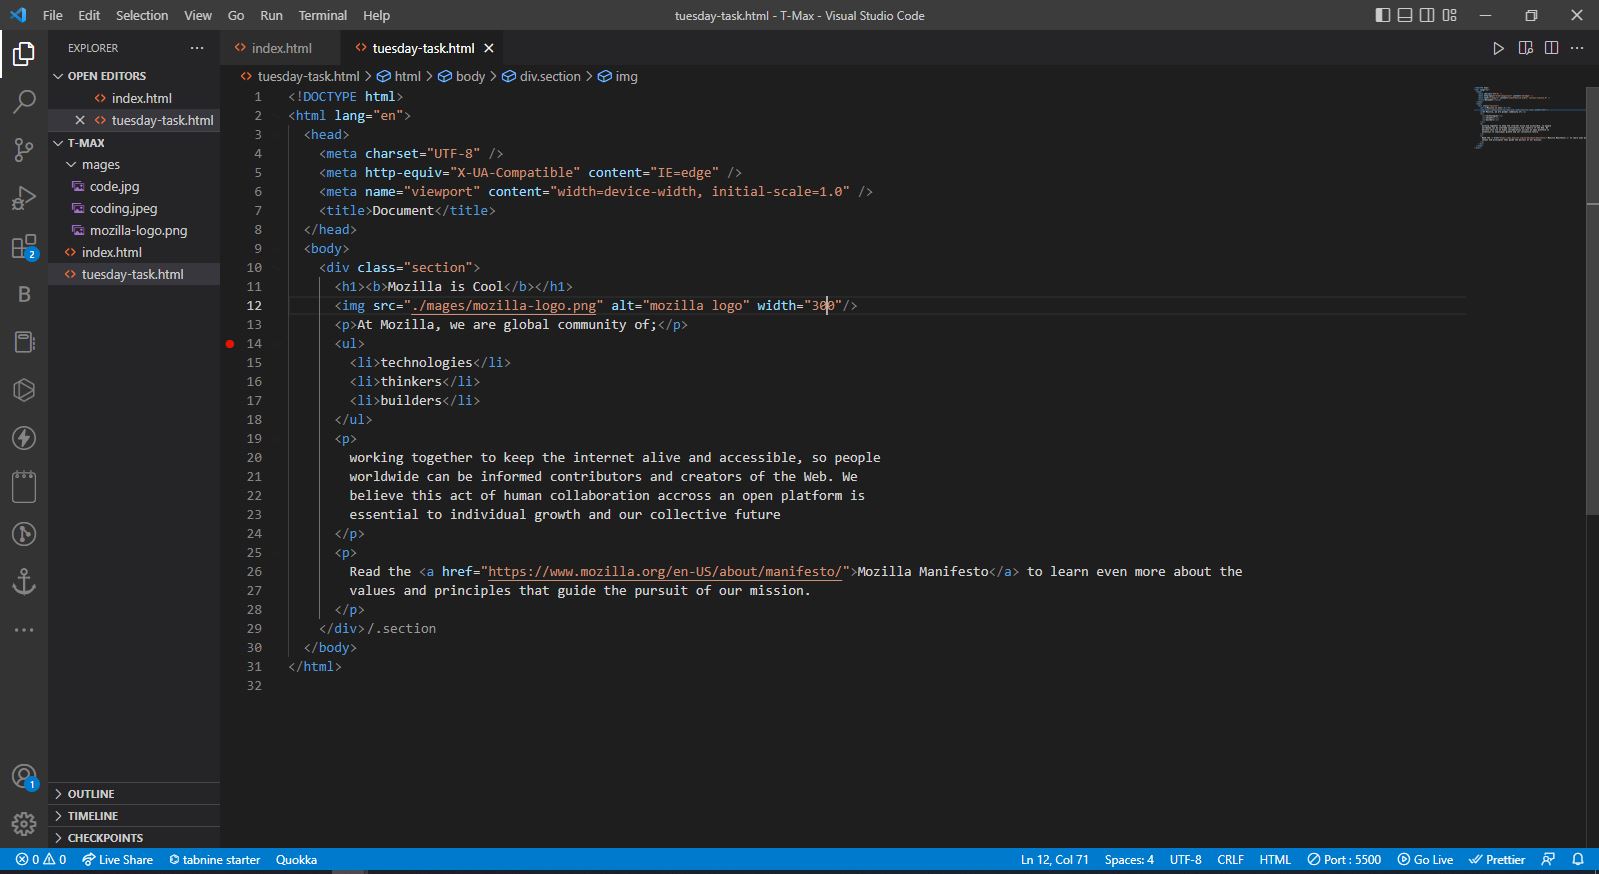 File Edit Selection View Go Run Terminal Help
tuesday-task.html - T-Max - Visual Studio Code
EXPLORER
OPEN EDITORS
index.html
tuesday-task.html
T-MAX
mages
code.jpg
coding.jpeg
mozilla-logo.png
index.html
tuesday-task.html
OUTLINE
TIMELINE
CHECKPOINTS
2
B
1
index.html tuesday-task.html
tuesday-task.html > html > body > div.section > img
1 <!DOCTYPE html>
2 <html lang="en">
3 <head>
4 <meta charset="UTF-8" />
5 <meta http-equiv="X-UA-Compatible" content="IE=edge" />
6 <meta name="viewport" content="width=device-width, initial-scale=1.0" />
7 <title>Document</title>
8 </head>
9 <body>
10 <div class="section">
11 <h1><b>Mozilla is Cool</b></h1>
12 <img src="./mages/mozilla-logo.png" alt="mozilla logo" width="300"/>
13 <p>At Mozilla, we are global community of;</p>
14 <ul>
15 <li>technologies</li>
16 <li>thinkers</li>
17 <li>builders</li>
18 </ul>
19 <p>
20 working together to keep the internet alive and accessible, so people
21 worldwide can be informed contributors and creators of the Web. We
22 believe this act of human collaboration accross an open platform is
23 essential to individual growth and our collective future
24 </p>
25 <p>
26 Read the <a href="https://www.mozilla.org/en-US/about/manifesto/">Mozilla Manifesto</a> to learn even more about the
27 values and principles that guide the pursuit of our mission.
28 </p>
29 </div>/.section
30 </body>
31 </html>
32
0 0 Live Share tabnine starter Quokka Ln 12, Col 71 Spaces: 4 UTF-8 CRLF HTML Port : 5500 Go Live Prettier